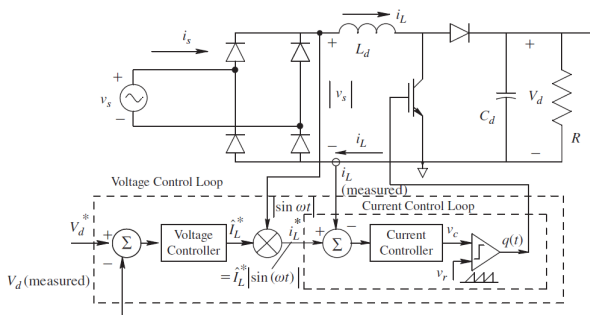 i_s
+
v_s
−
+
L_d
i_L
|v_s|
−
i_L
+
C_d
V_d
R
−
Voltage Control Loop
i_L
(measured)
|sin ωt|
Current Control Loop
V_d^*
+
Σ
−
Voltage
Controller
Î_L^*
i_L^*
= Î_L^* |sin (ωt)|
+
Σ
−
Current
Controller
v_c
v_r
q(t)
V_d (measured)